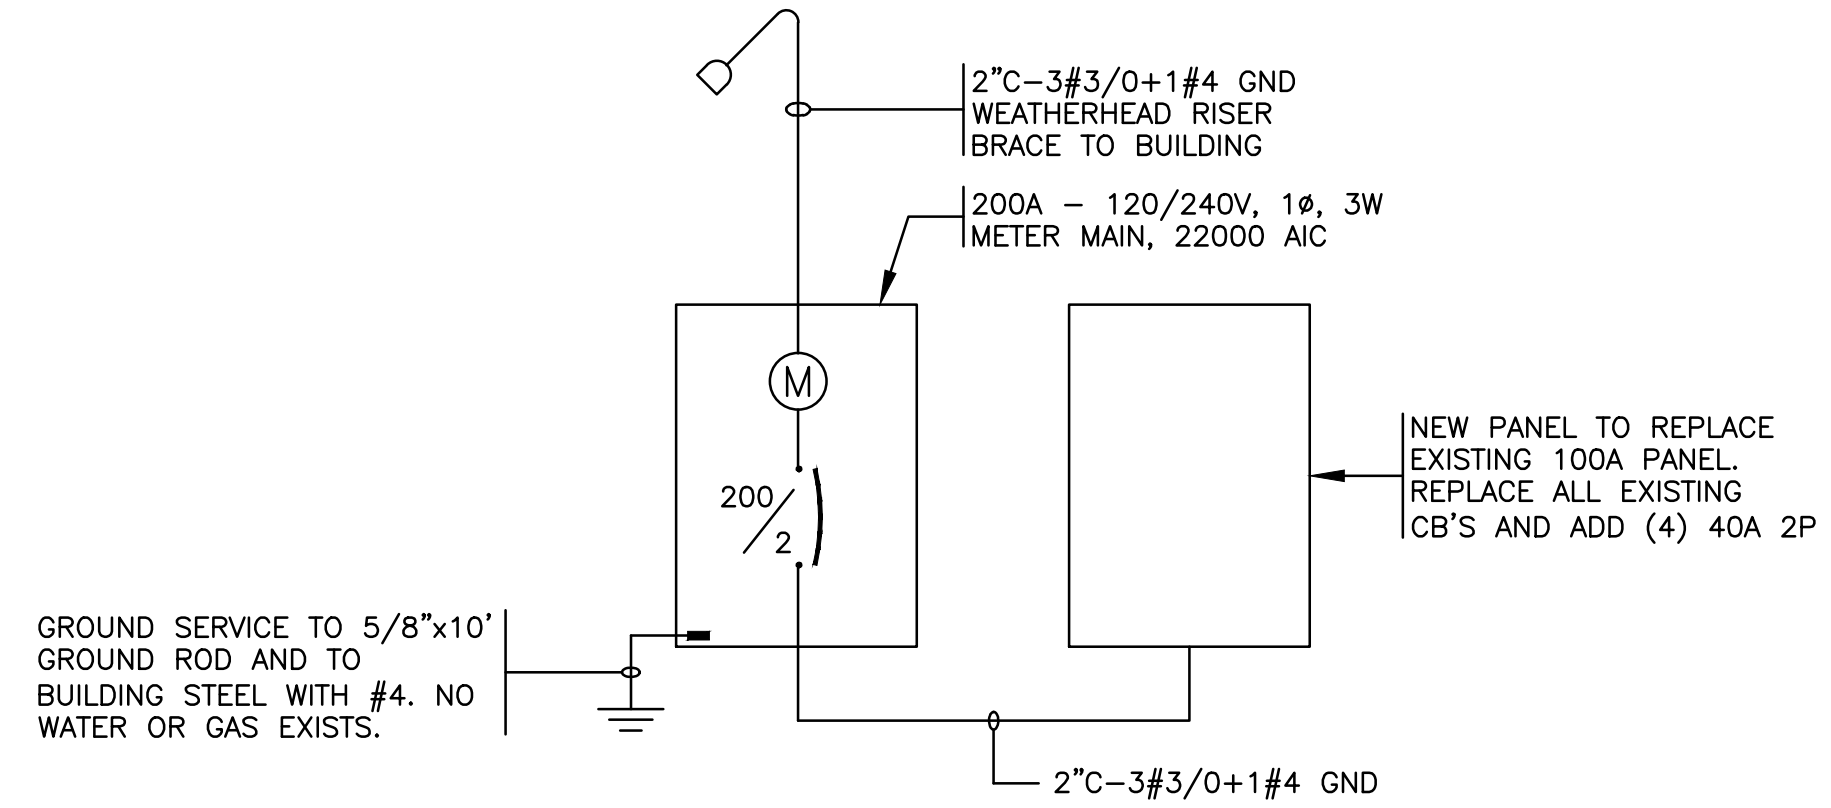 2"C-3#3/0+1#4 GND
WEATHERHEAD RISER
BRACE TO BUILDING
200A - 120/240V, 1ø, 3W
METER MAIN, 22000 AIC
M
200/2
NEW PANEL TO REPLACE
EXISTING 100A PANEL.
REPLACE ALL EXISTING
CB'S AND ADD (4) 40A 2P
GROUND SERVICE TO 5/8"x10'
GROUND ROD AND TO
BUILDING STEEL WITH #4. NO
WATER OR GAS EXISTS.
2"C-3#3/0+1#4 GND